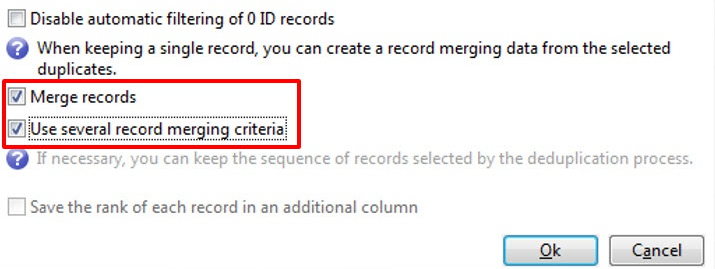 Disable automatic filtering of 0 ID records
When keeping a single record, you can create a record merging data from the selected
duplicates.
Merge records
Use several record merging criteria
If necessary, you can keep the sequence of records selected by the deduplication process.
Save the rank of each record in an additional column
Ok Cancel